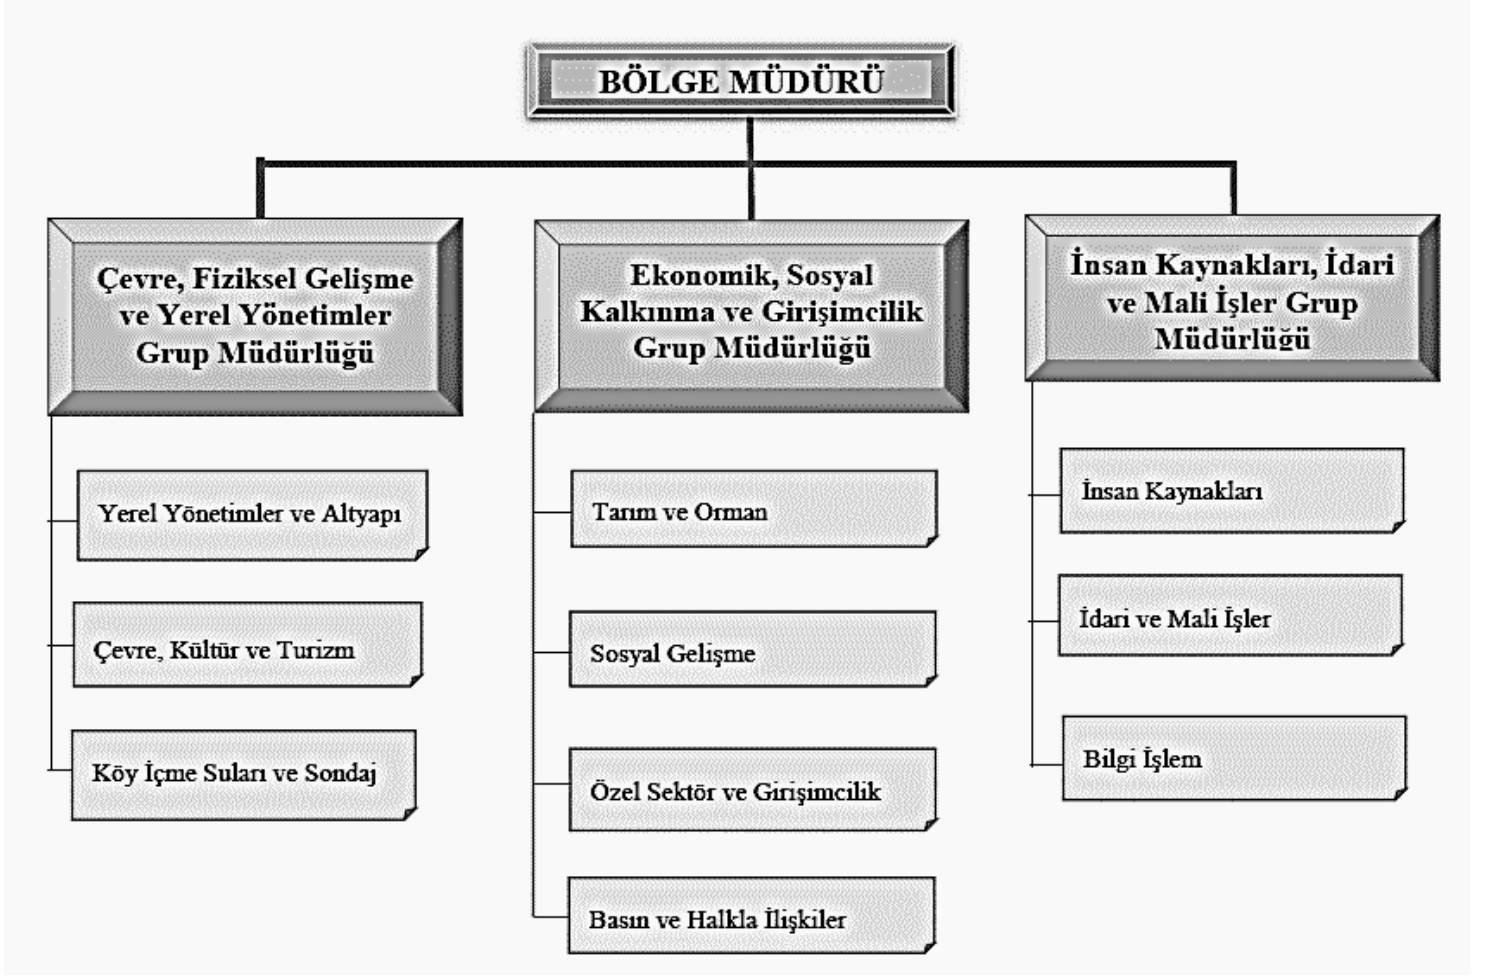 BÖLGE MÜDÜRÜ
Çevre, Fiziksel Gelişme
ve Yerel Yönetimler
Grup Müdürlüğü
Yerel Yönetimler ve Altyapı
Çevre, Kültür ve Turizm
Köy İçme Suları ve Sondaj
Ekonomik, Sosyal
Kalkınma ve Girişimcilik
Grup Müdürlüğü
Tarım ve Orman
Sosyal Gelişme
Özel Sektör ve Girişimcilik
Basın ve Halkla İlişkiler
İnsan Kaynakları, İdari
ve Mali İşler Grup
Müdürlüğü
İnsan Kaynakları
İdari ve Mali İşler
Bilgi İşlem